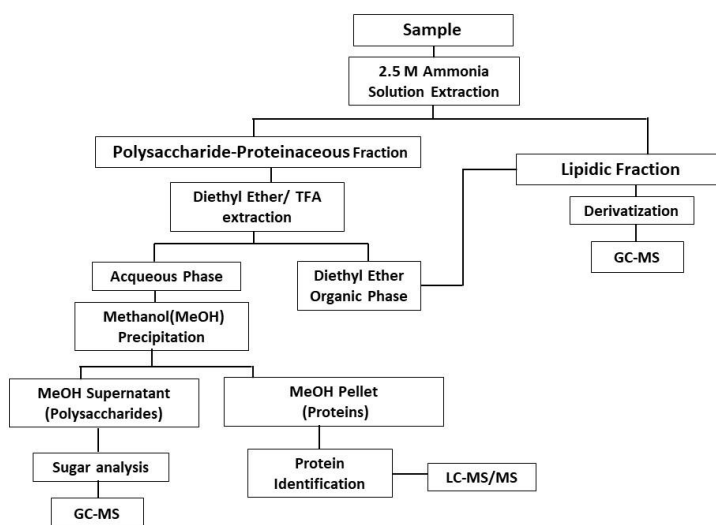 Sample
2.5 M Ammonia
Solution Extraction
Polysaccharide-Proteinaceous Fraction
Lipidic Fraction
Diethyl Ether/ TFA
extraction
Derivatization
GC-MS
Acqueous Phase
Diethyl Ether
Organic Phase
Methanol(MeOH)
Precipitation
MeOH Supernatant
(Polysaccharides)
MeOH Pellet
(Proteins)
Sugar analysis
Protein
Identification
LC-MS/MS
GC-MS